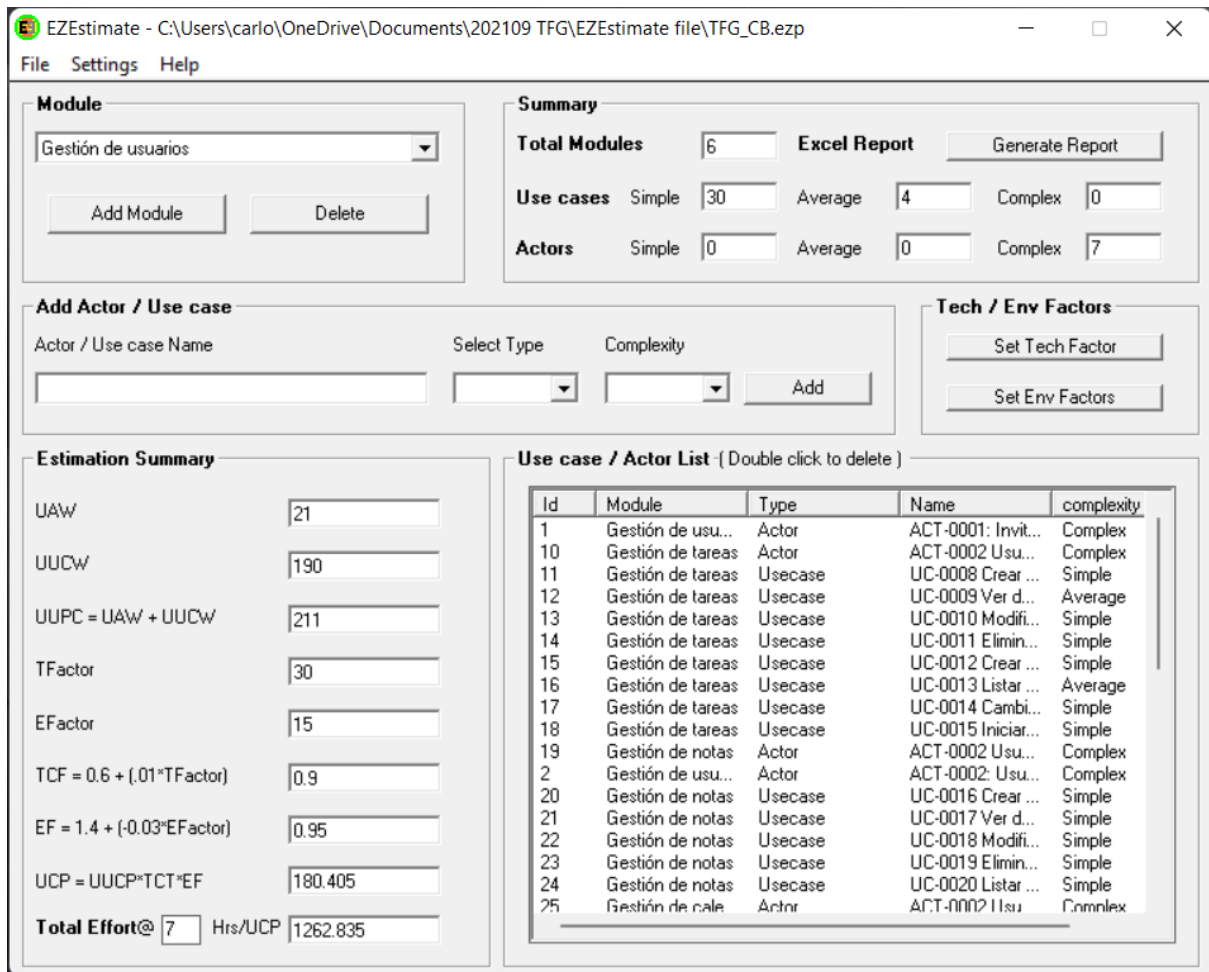 EZEstimate - C:\Users\carlo\OneDrive\Documents\202109 TFG\EZEstimate file\TFG_CB.ezp
File Settings Help
Module
Gestión de usuarios
Add Module Delete
Summary
Total Modules 6 Excel Report Generate Report
Use cases Simple 30 Average 4 Complex 0
Actors Simple 0 Average 0 Complex 7
Add Actor / Use case
Actor / Use case Name Select Type Complexity
Add
Tech / Env Factors
Set Tech Factor
Set Env Factors
Estimation Summary
UAW 21
UUCW 190
UUPC = UAW + UUCW 211
TFactor 30
EFactor 15
TCF = 0.6 + (.01*TFactor) 0.9
EF = 1.4 + (-0.03*EFactor) 0.95
UCP = UUCP*TCT*EF 180.405
Total Effort@ 7 Hrs/UCP 1262.835
Use case / Actor List ( Double click to delete )
Id Module Type Name complexity
1 Gestión de usu... Actor ACT-0001: Invit... Complex
10 Gestión de tareas Actor ACT-0002 Usu... Complex
11 Gestión de tareas Usecase UC-0008 Crear ... Simple
12 Gestión de tareas Usecase UC-0009 Ver d... Average
13 Gestión de tareas Usecase UC-0010 Modifi... Simple
14 Gestión de tareas Usecase UC-0011 Elimin... Simple
15 Gestión de tareas Usecase UC-0012 Crear ... Simple
16 Gestión de tareas Usecase UC-0013 Listar ... Average
17 Gestión de tareas Usecase UC-0014 Cambi... Simple
18 Gestión de tareas Usecase UC-0015 Iniciar... Simple
19 Gestión de notas Actor ACT-0002 Usu... Complex
2 Gestión de usu... Actor ACT-0002: Usu... Complex
20 Gestión de notas Usecase UC-0016 Crear ... Simple
21 Gestión de notas Usecase UC-0017 Ver d... Simple
22 Gestión de notas Usecase UC-0018 Modifi... Simple
23 Gestión de notas Usecase UC-0019 Elimin... Simple
24 Gestión de notas Usecase UC-0020 Listar ... Simple
25 Gestión de cale Actor ACT-0002 Usu Complex